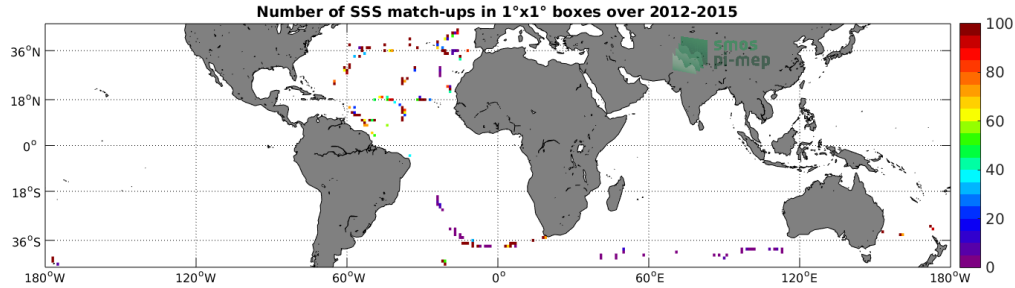 Number of SSS match-ups in 1°x1° boxes over 2012-2015
smos
pi-mep
36°N
18°N
0°
18°S
36°S
180°W
120°W
60°W
0°
60°E
120°E
180°W
100
80
60
40
20
0